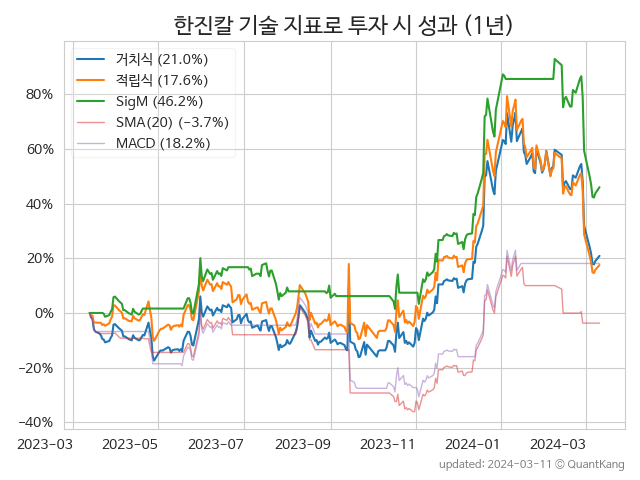 한진칼 기술 지표로 투자 시 성과 (1년)
거치식 (21.0%)
적립식 (17.6%)
SigM (46.2%)
SMA(20) (−3.7%)
MACD (18.2%)
80%
60%
40%
20%
0%
−20%
−40%
2023-03 2023-05 2023-07 2023-09 2023-11 2024-01 2024-03
updated: 2024-03-11 © QuantKang